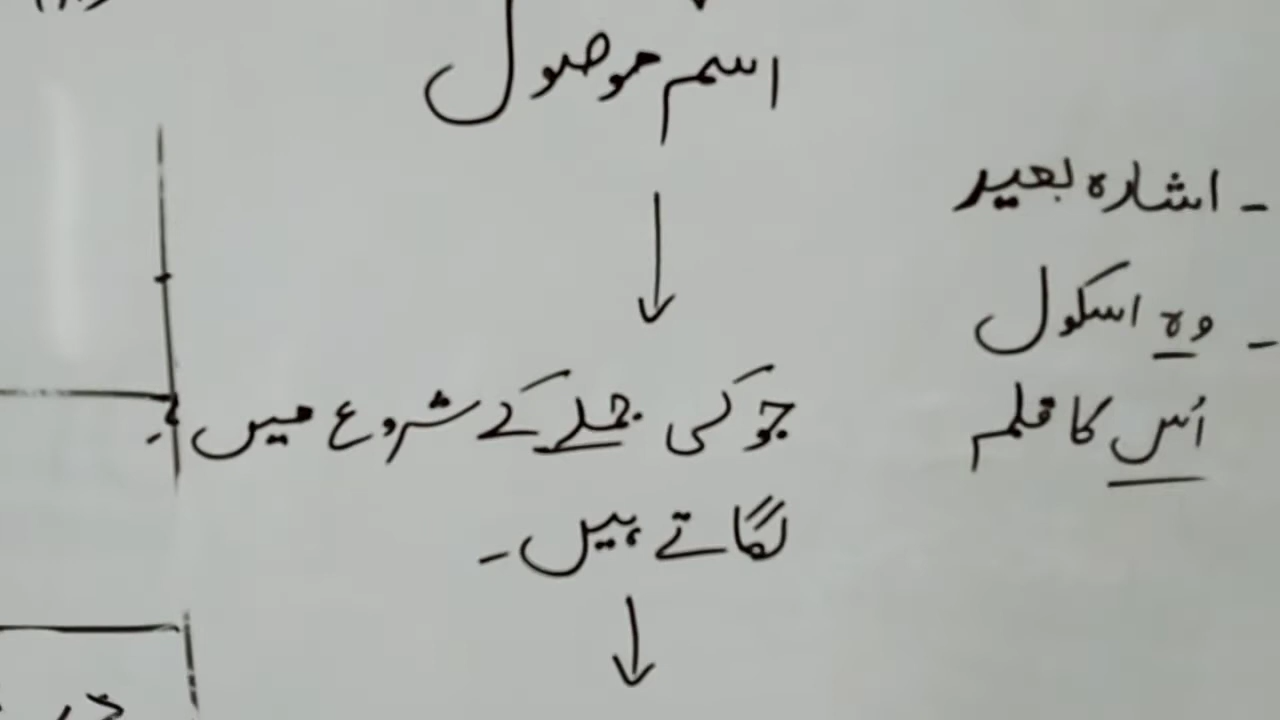 اسم موصول
- اشارہ بعید
- وہ اسکول
اُس کا قلم
جو کسی جملے کے شروع میں
لگاتے ہیں۔